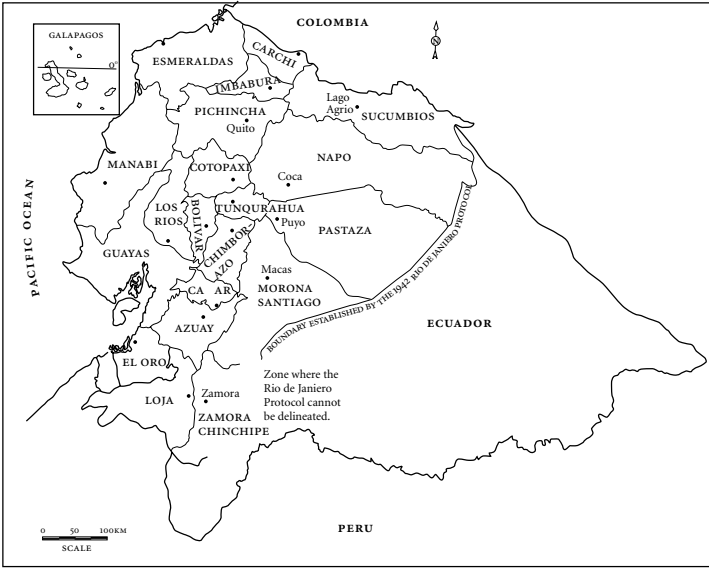 COLOMBIA
GALAPAGOS
0°
N
ESMERALDAS
CARCHI
IMBABURA
Lago
Agrio
SUCUMBIOS
PICHINCHA
Quito
NAPO
MANABI
COTOPAXI
Coca
PACIFIC OCEAN
LOS
RIOS
BOLIVAR
TUNQURAHUA
Puyo
PASTAZA
CHIMBOR-
AZO
GUAYAS
Macas
MORONA
SANTIAGO
CA AR
AZUAY
BOUNDARY ESTABLISHED BY THE 1942 RIO DE JANIERO PROTOCOL
ECUADOR
EL ORO
Zone where the
Rio de Janiero
Protocol cannot
be delineated.
LOJA
Zamora
ZAMORA
CHINCHIPE
0 50 100KM
SCALE
PERU